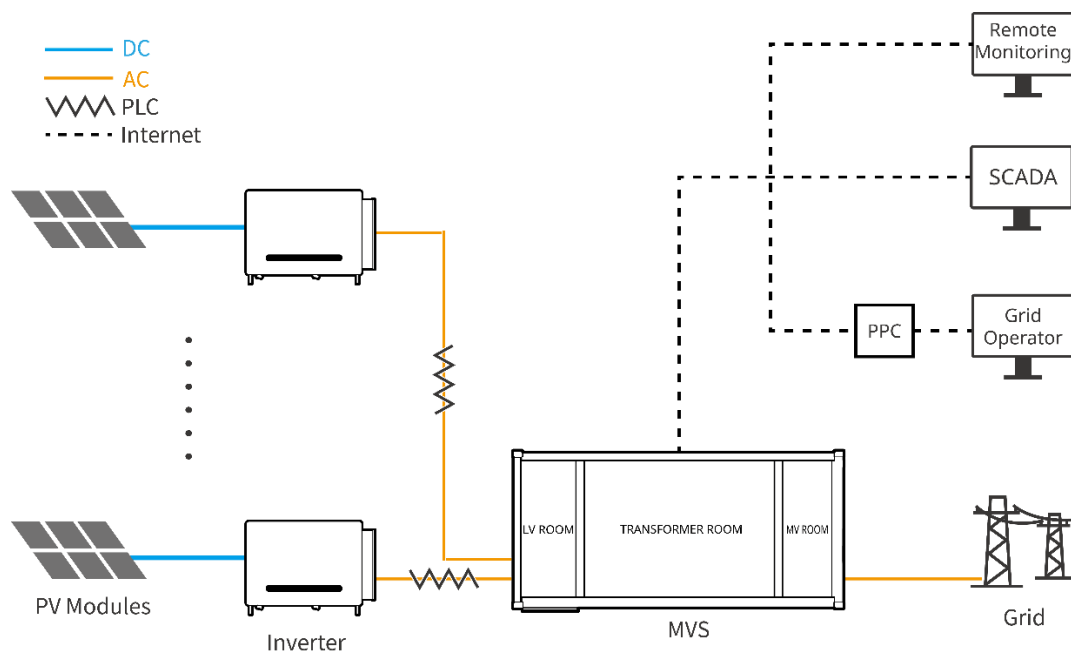 DC
AC
PLC
Internet
Remote
Monitoring
SCADA
PPC
Grid
Operator
LV ROOM
TRANSFORMER ROOM
MV ROOM
PV Modules
Inverter
MVS
Grid